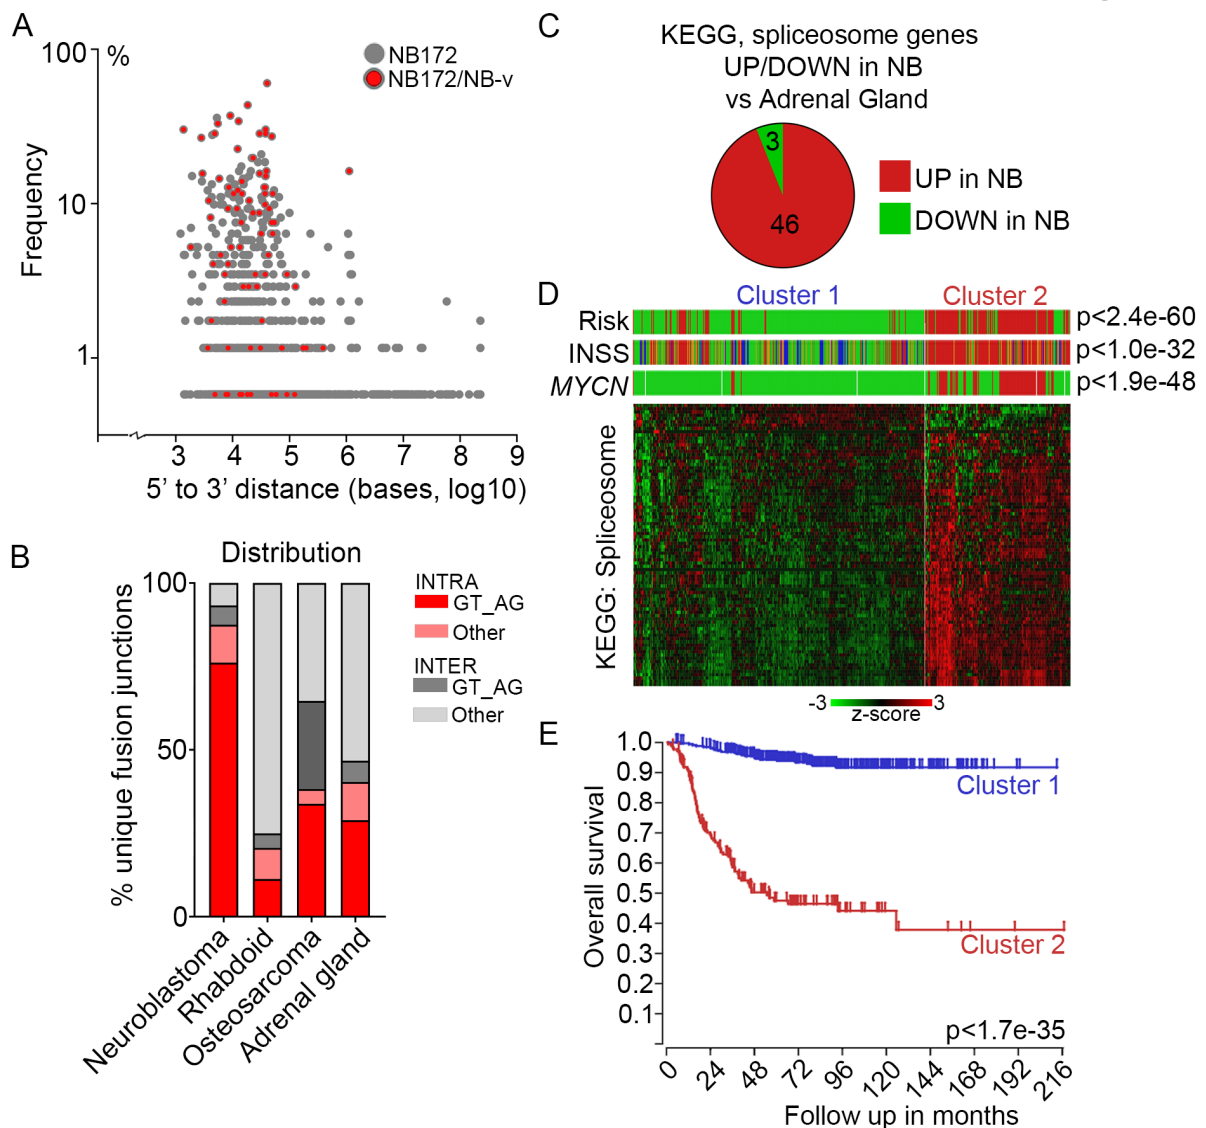 A
100 %
10
1
Frequency
NB172
NB172/NB-v
3 4 5 6 7 8 9
5’ to 3’ distance (bases, log10)
B
Distribution
100
50
0
% unique fusion junctions
INTRA
GT_AG
Other
INTER
GT_AG
Other
Neuroblastoma
Rhabdoid
Osteosarcoma
Adrenal gland
C
KEGG, spliceosome genes
UP/DOWN in NB
vs Adrenal Gland
3
46
UP in NB
DOWN in NB
D
Cluster 1 Cluster 2
Risk p<2.4e-60
INSS p<1.0e-32
MYCN p<1.9e-48
KEGG: Spliceosome
-3 3
z-score
E
1.0
0.9
0.8
0.7
0.6
0.5
0.4
0.3
0.2
0.1
Overall survival
Cluster 1
Cluster 2
p<1.7e-35
0 24 48 72 96 120 144 168 192 216
Follow up in months